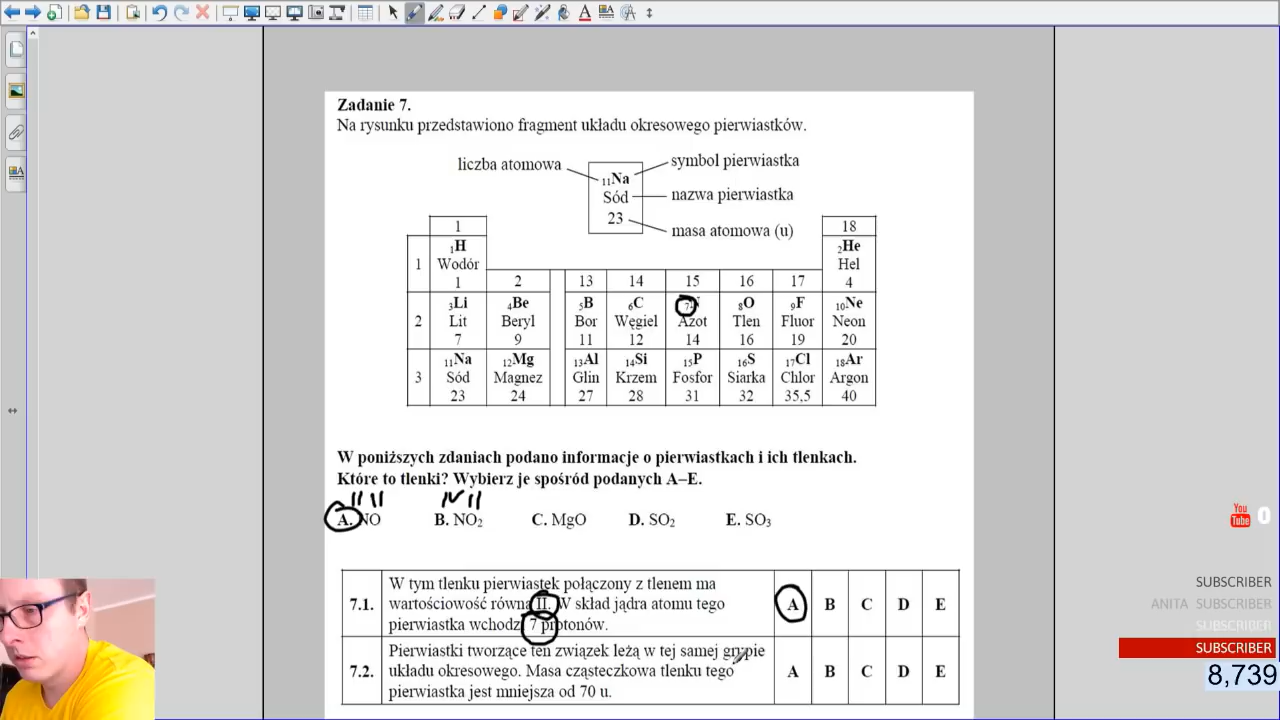 Zadanie 7.
Na rysunku przedstawiono fragment układu okresowego pierwiastków.
liczba atomowa
symbol pierwiastka
11Na
Sód
nazwa pierwiastka
23
masa atomowa (u)
1 18
1H 2He
1 Wodór Hel
1 2 13 14 15 16 17 4
3Li 4Be 5B 6C 7 8O 9F 10Ne
2 Lit Beryl Bor Węgiel Azot Tlen Fluor Neon
7 9 11 12 14 16 19 20
11Na 12Mg 13Al 14Si 15P 16S 17Cl 18Ar
3 Sód Magnez Glin Krzem Fosfor Siarka Chlor Argon
23 24 27 28 31 32 35,5 40
W poniższych zdaniach podano informacje o pierwiastkach i ich tlenkach.
Które to tlenki? Wybierz je spośród podanych A–E.
II II IV II
A. NO B. NO2 C. MgO D. SO2 E. SO3
W tym tlenku pierwiastek połączony z tlenem ma
7.1. wartościowość równą II. W skład jądra atomu tego A B C D E
pierwiastka wchodzi 7 protonów.
Pierwiastki tworzące ten związek leżą w tej samej grupie
7.2. układu okresowego. Masa cząsteczkowa tlenku tego A B C D E
pierwiastka jest mniejsza od 70 u.
You
Tube 0
SUBSCRIBER
ANITA SUBSCRIBER
SUBSCRIBER
8,739